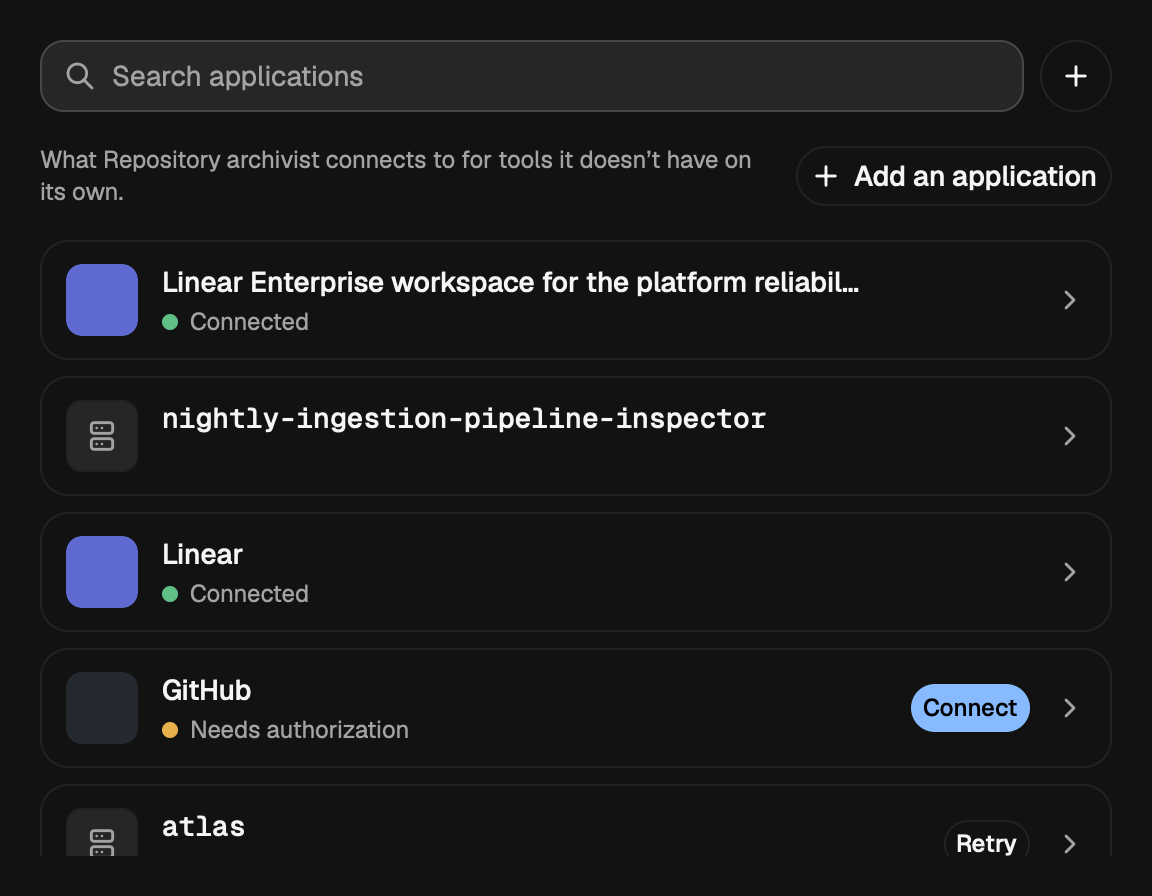 Search applications
What Repository archivist connects to for tools it doesn’t have on
its own.
Add an application
Linear Enterprise workspace for the platform reliabil…
Connected
nightly-ingestion-pipeline-inspector
Linear
Connected
GitHub
Needs authorization
Connect
atlas
Retry